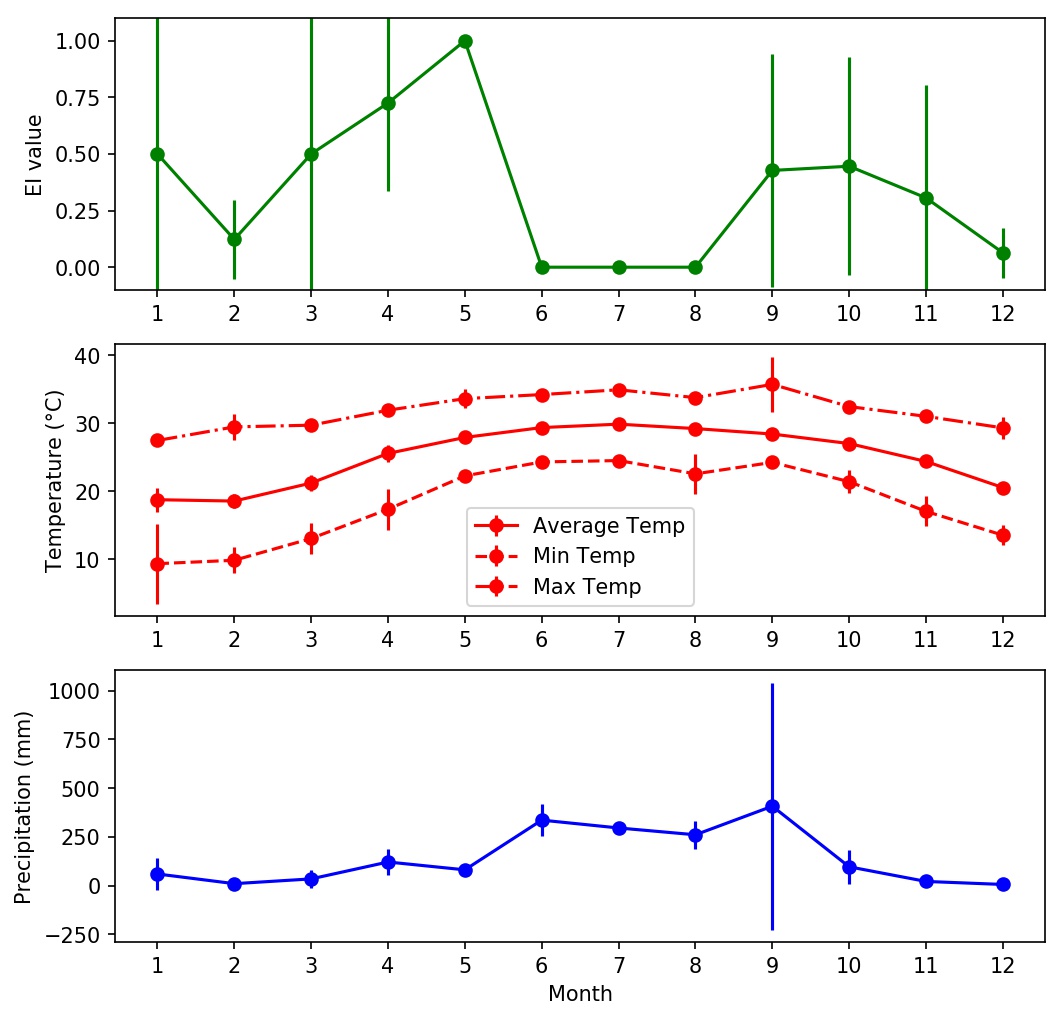 1.00
0.75
0.50
0.25
0.00
EI value
1 2 3 4 5 6 7 8 9 10 11 12
40
30
20
10
Temperature (°C)
Average Temp
Min Temp
Max Temp
1 2 3 4 5 6 7 8 9 10 11 12
1000
750
500
250
0
−250
Precipitation (mm)
1 2 3 4 5 6 7 8 9 10 11 12
Month